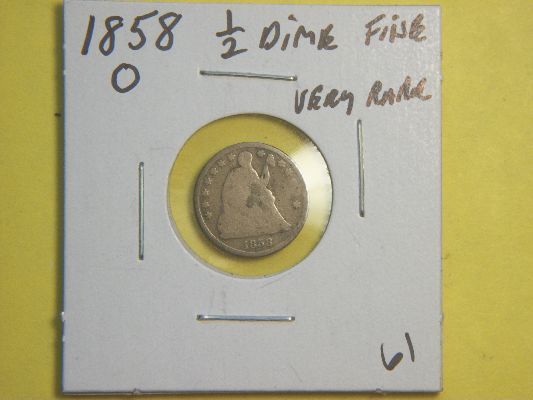 1858 1/2 DIME FINE
O
VERY RARE
1858
61